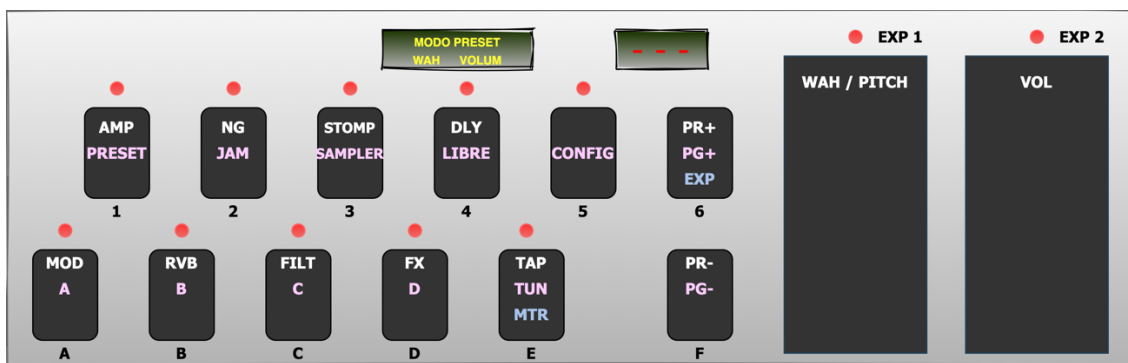 EXP 1
EXP 2
MODO PRESET
WAH VOLUM
- - -
WAH / PITCH
VOL
AMP
PRESET
1
NG
JAM
2
STOMP
SAMPLER
3
DLY
LIBRE
4
CONFIG
5
PR+
PG+
EXP
6
MOD
A
A
RVB
B
B
FILT
C
C
FX
D
D
TAP
TUN
MTR
E
PR-
PG-
F